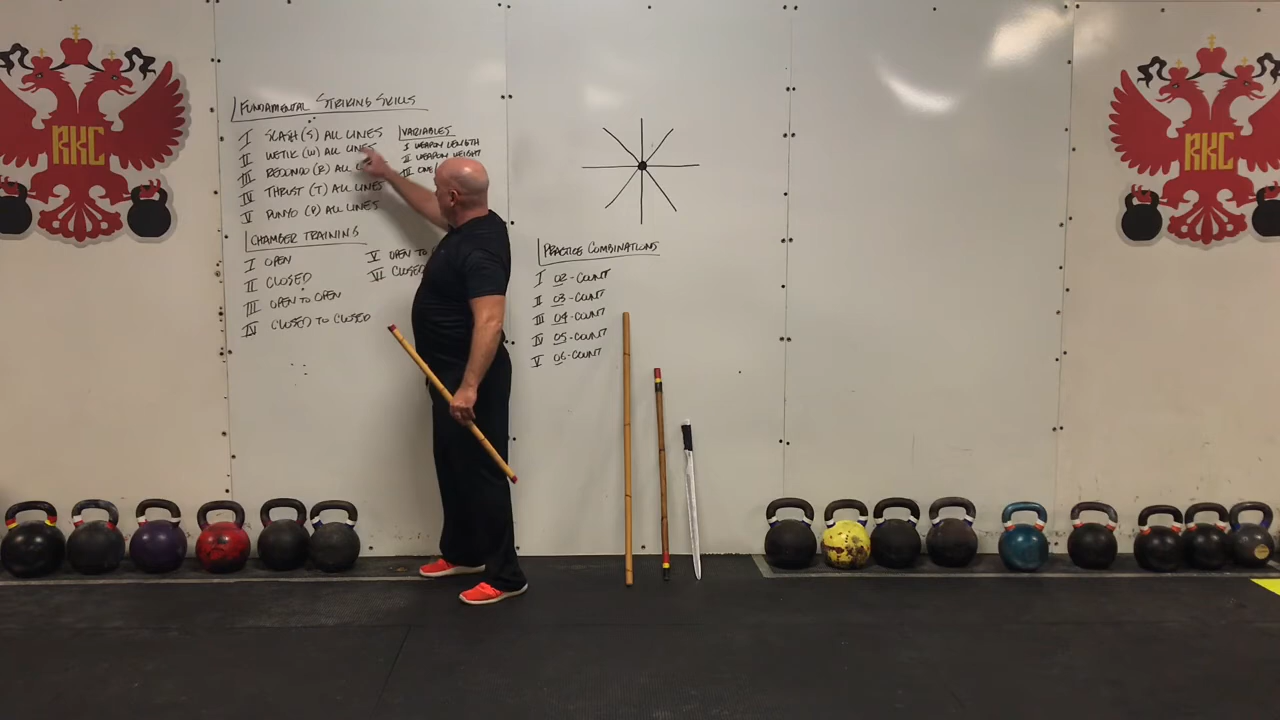 RKC
FUNDAMENTAL STRIKING SKILLS
I SLASH (S) ALL LINES
II WETIK (W) ALL LINES
III REDONDO (R) ALL
IV THRUST (T) ALL LINES
V PUNYO (P) ALL LINES
VARIABLES
I WEAPON LENGTH
II WEAPON WEIGHT
III ONE
CHAMBER TRAINING
I OPEN
II CLOSED
III OPEN TO OPEN
IV CLOSED TO CLOSED
V OPEN TO
VI CLOSED
PRACTICE COMBINATIONS
I 02-COUNT
II 03-COUNT
III 04-COUNT
IV 05-COUNT
V 06-COUNT
RKC